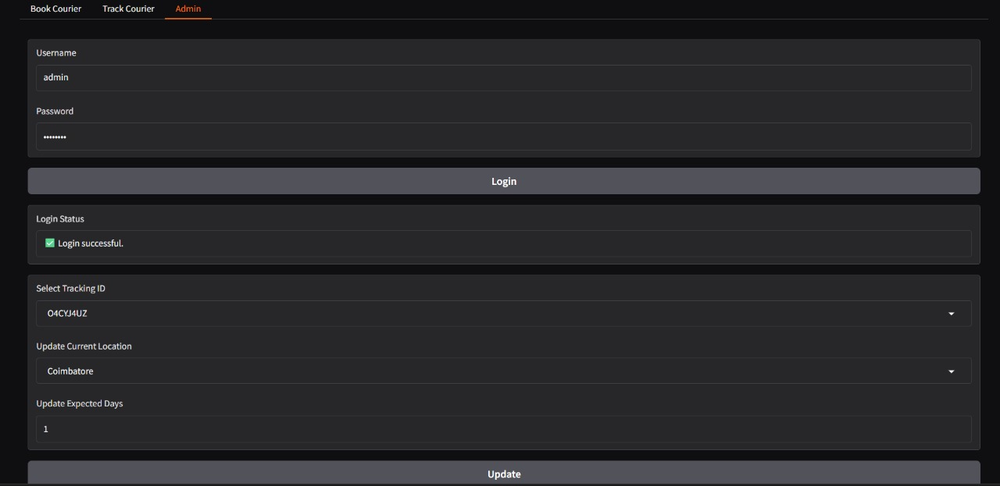 Book Courier Track Courier Admin
Username
admin
Password
••••••••
Login
Login Status
✅ Login successful.
Select Tracking ID
O4CYJ4UZ
Update Current Location
Coimbatore
Update Expected Days
1
Update